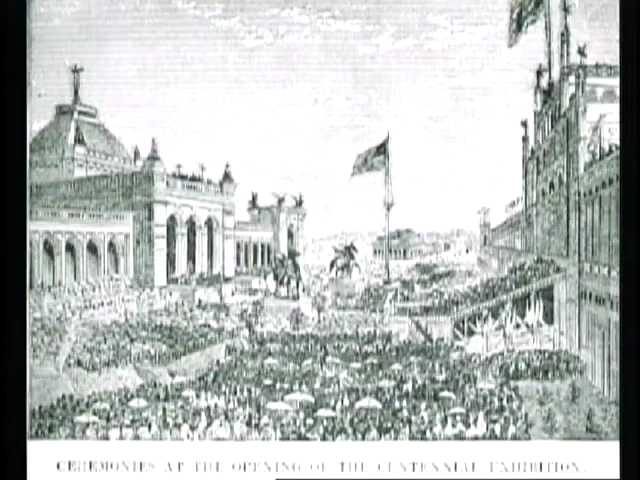 CEREMONIES AT THE OPENING OF THE CENTENNIAL EXHIBITION.